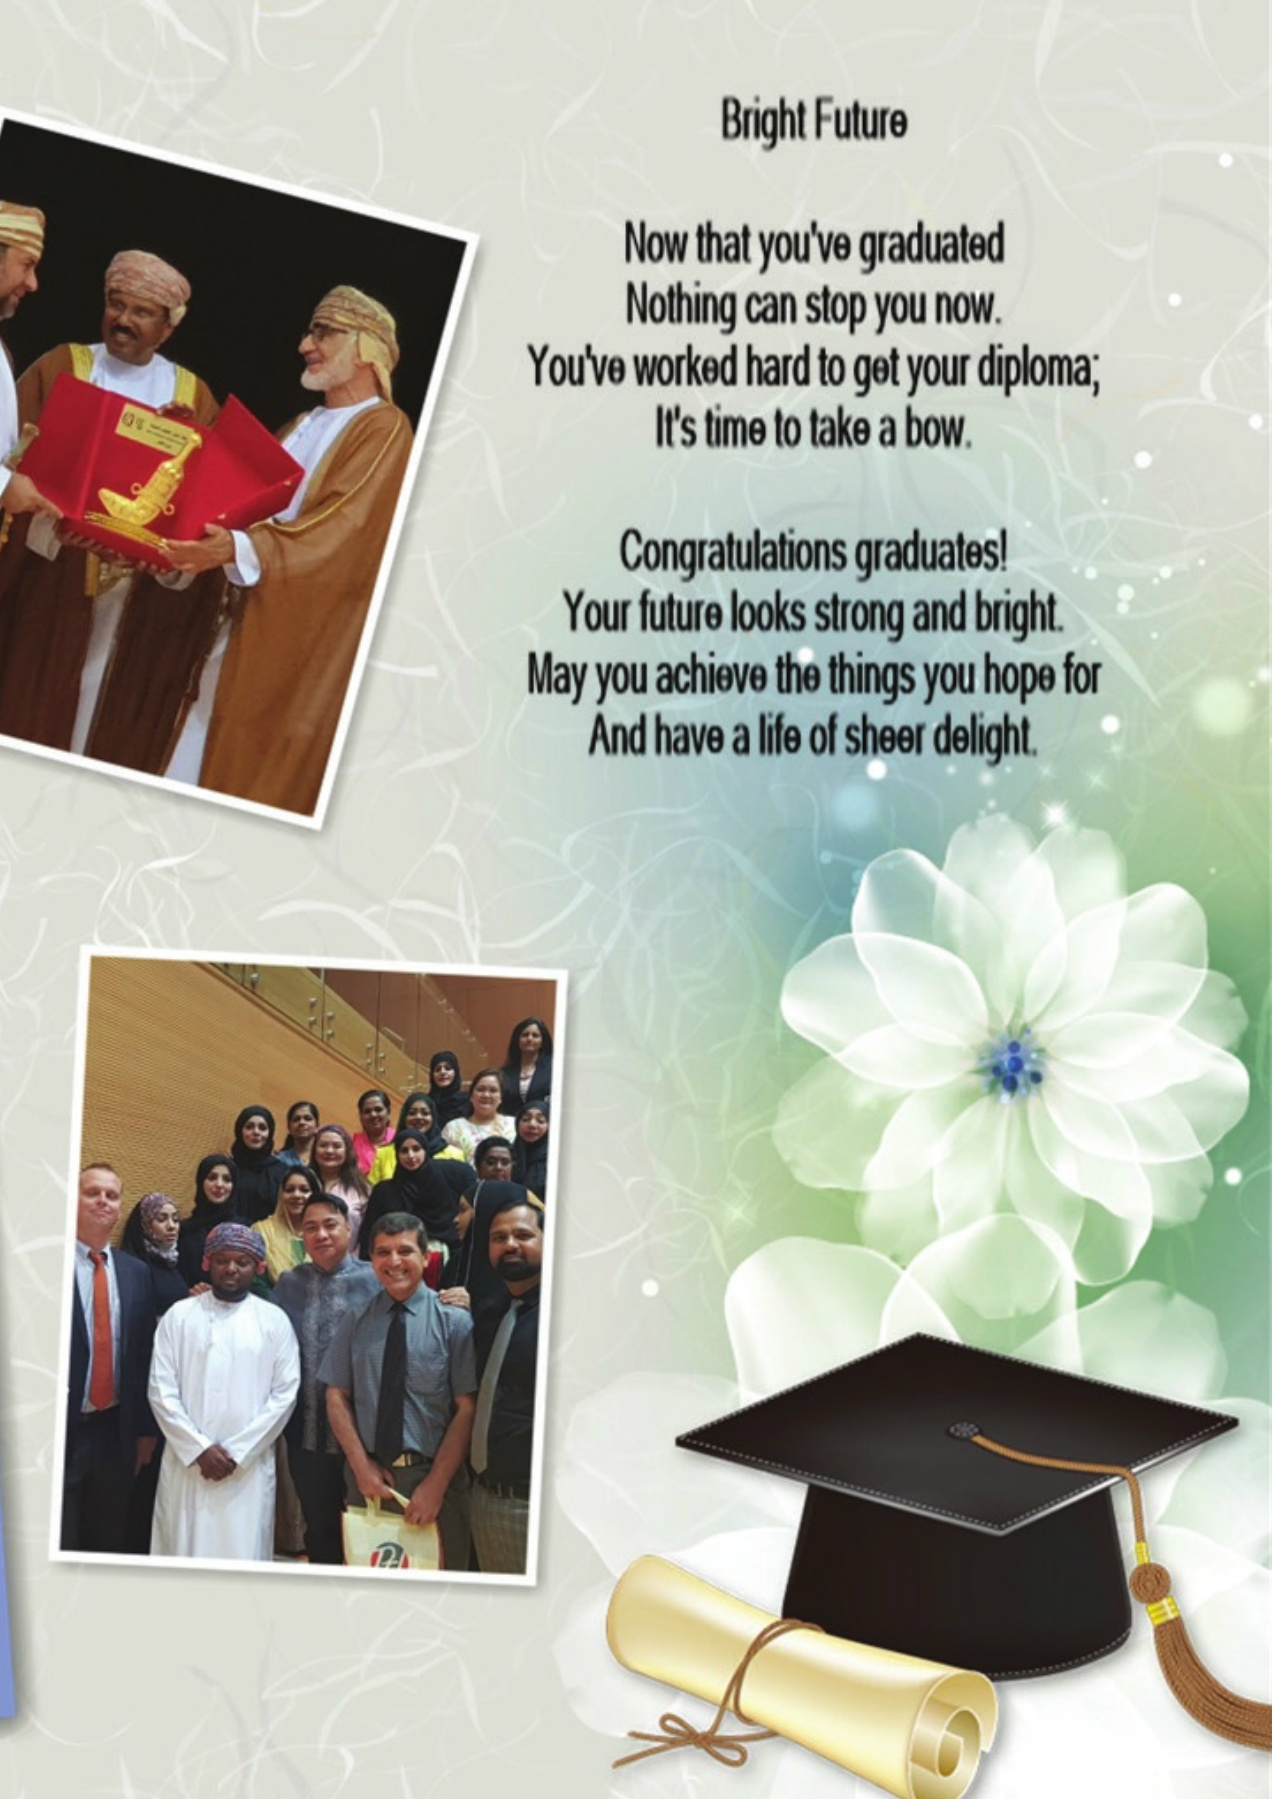 Bright Future
Now that you've graduated
Nothing can stop you now.
You've worked hard to get your diploma;
It's time to take a bow.
Congratulations graduates!
Your future looks strong and bright.
May you achieve the things you hope for
And have a life of sheer delight.